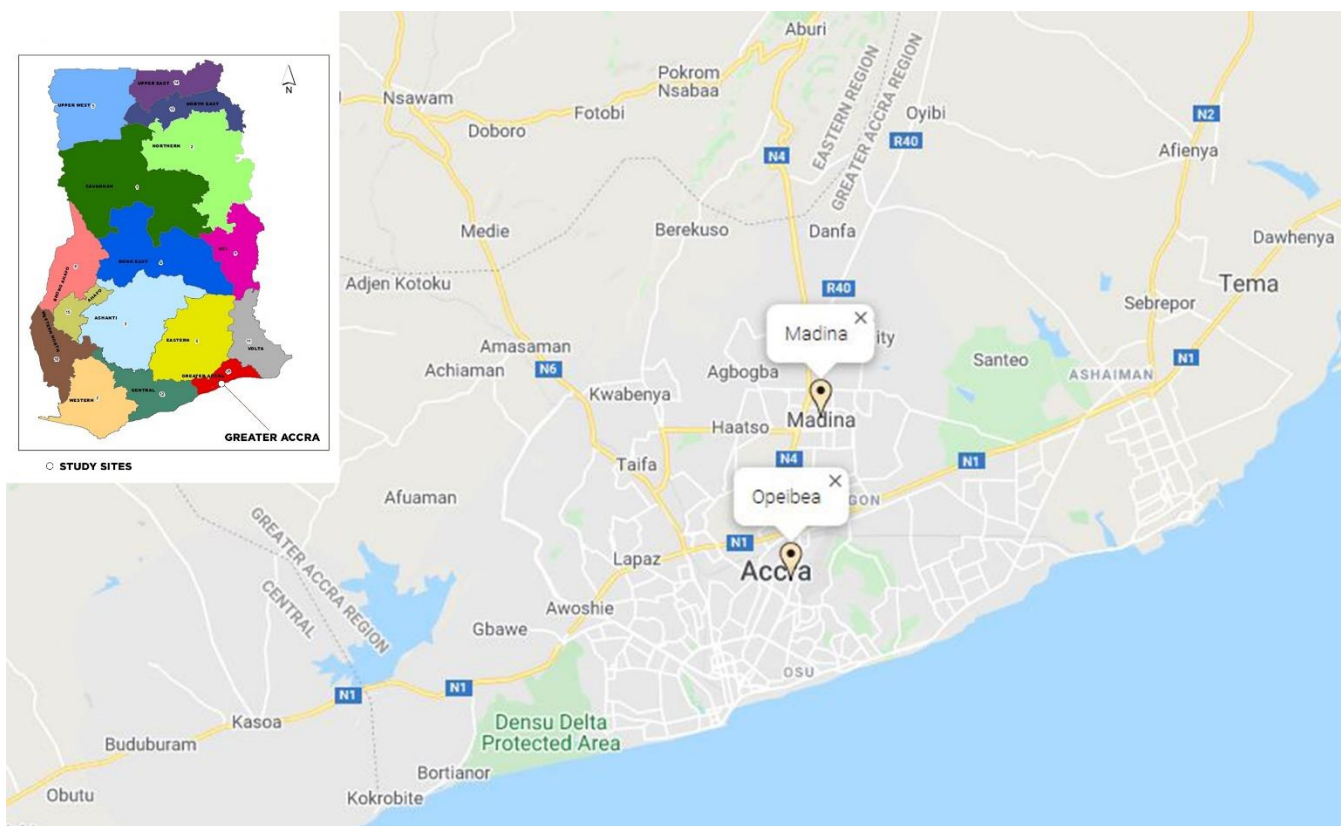 N
UPPER EAST
UPPER WEST
NORTH EAST
NORTHERN
SAVANNAH
BONO EAST
AHAFO
ASHANTI
EASTERN
VOLTA
WESTERN NORTH
GREATER ACCRA
CENTRAL
WESTERN
GREATER ACCRA
STUDY SITES
Aburi
Pokrom
Nsabaa
Nsawam
Fotobi
Doboro
EASTERN REGION
GREATER ACCRA REGION
Oyibi
N2
R40
N4
Afienya
Medie
Berekuso
Danfa
Dawhenya
Adjen Kotoku
R40
Tema
Sebrepor
Madina
ity
Amasaman
N1
Santeo
Achiaman
N6
Agbogba
ASHAIMAN
Kwabenya
Madina
Haatso
N4
N1
Taifa
Opeibea
GON
Afuaman
GREATER ACCRA REGION
CENTRAL
N1
Lapaz
Accra
Awoshie
Gbawe
OSU
N1
N1
Kasoa
Densu Delta
Protected Area
Buduburam
Bortianor
Obutu
Kokrobite